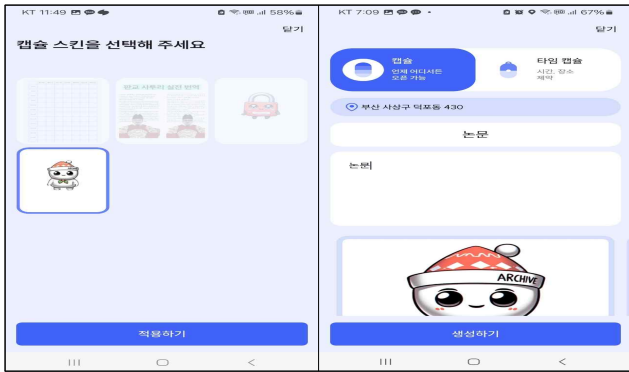 KT 11:49
58%
닫기
캡슐 스킨을 선택해 주세요
적용하기
KT 7:09
67%
닫기
캡슐
언제 어디서든
오픈 가능
타임 캡슐
시간, 장소
제약
부산 사상구 덕포동 430
논문
논문
ARCHIVE
생성하기